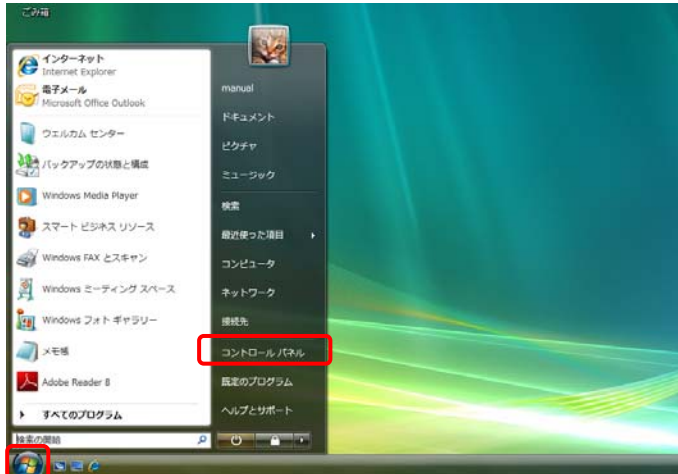 ごみ箱
インターネット
Internet Explorer
電子メール
Microsoft Office Outlook
ウェルカム センター
バックアップの状態と構成
Windows Media Player
スマート ビジネス リソース
Windows FAX とスキャン
Windows ミーティング スペース
Windows フォト ギャラリー
メモ帳
Adobe Reader 8
すべてのプログラム
検索の開始
manual
ドキュメント
ピクチャ
ミュージック
検索
最近使った項目
コンピュータ
ネットワーク
接続先
コントロール パネル
既定のプログラム
ヘルプとサポート